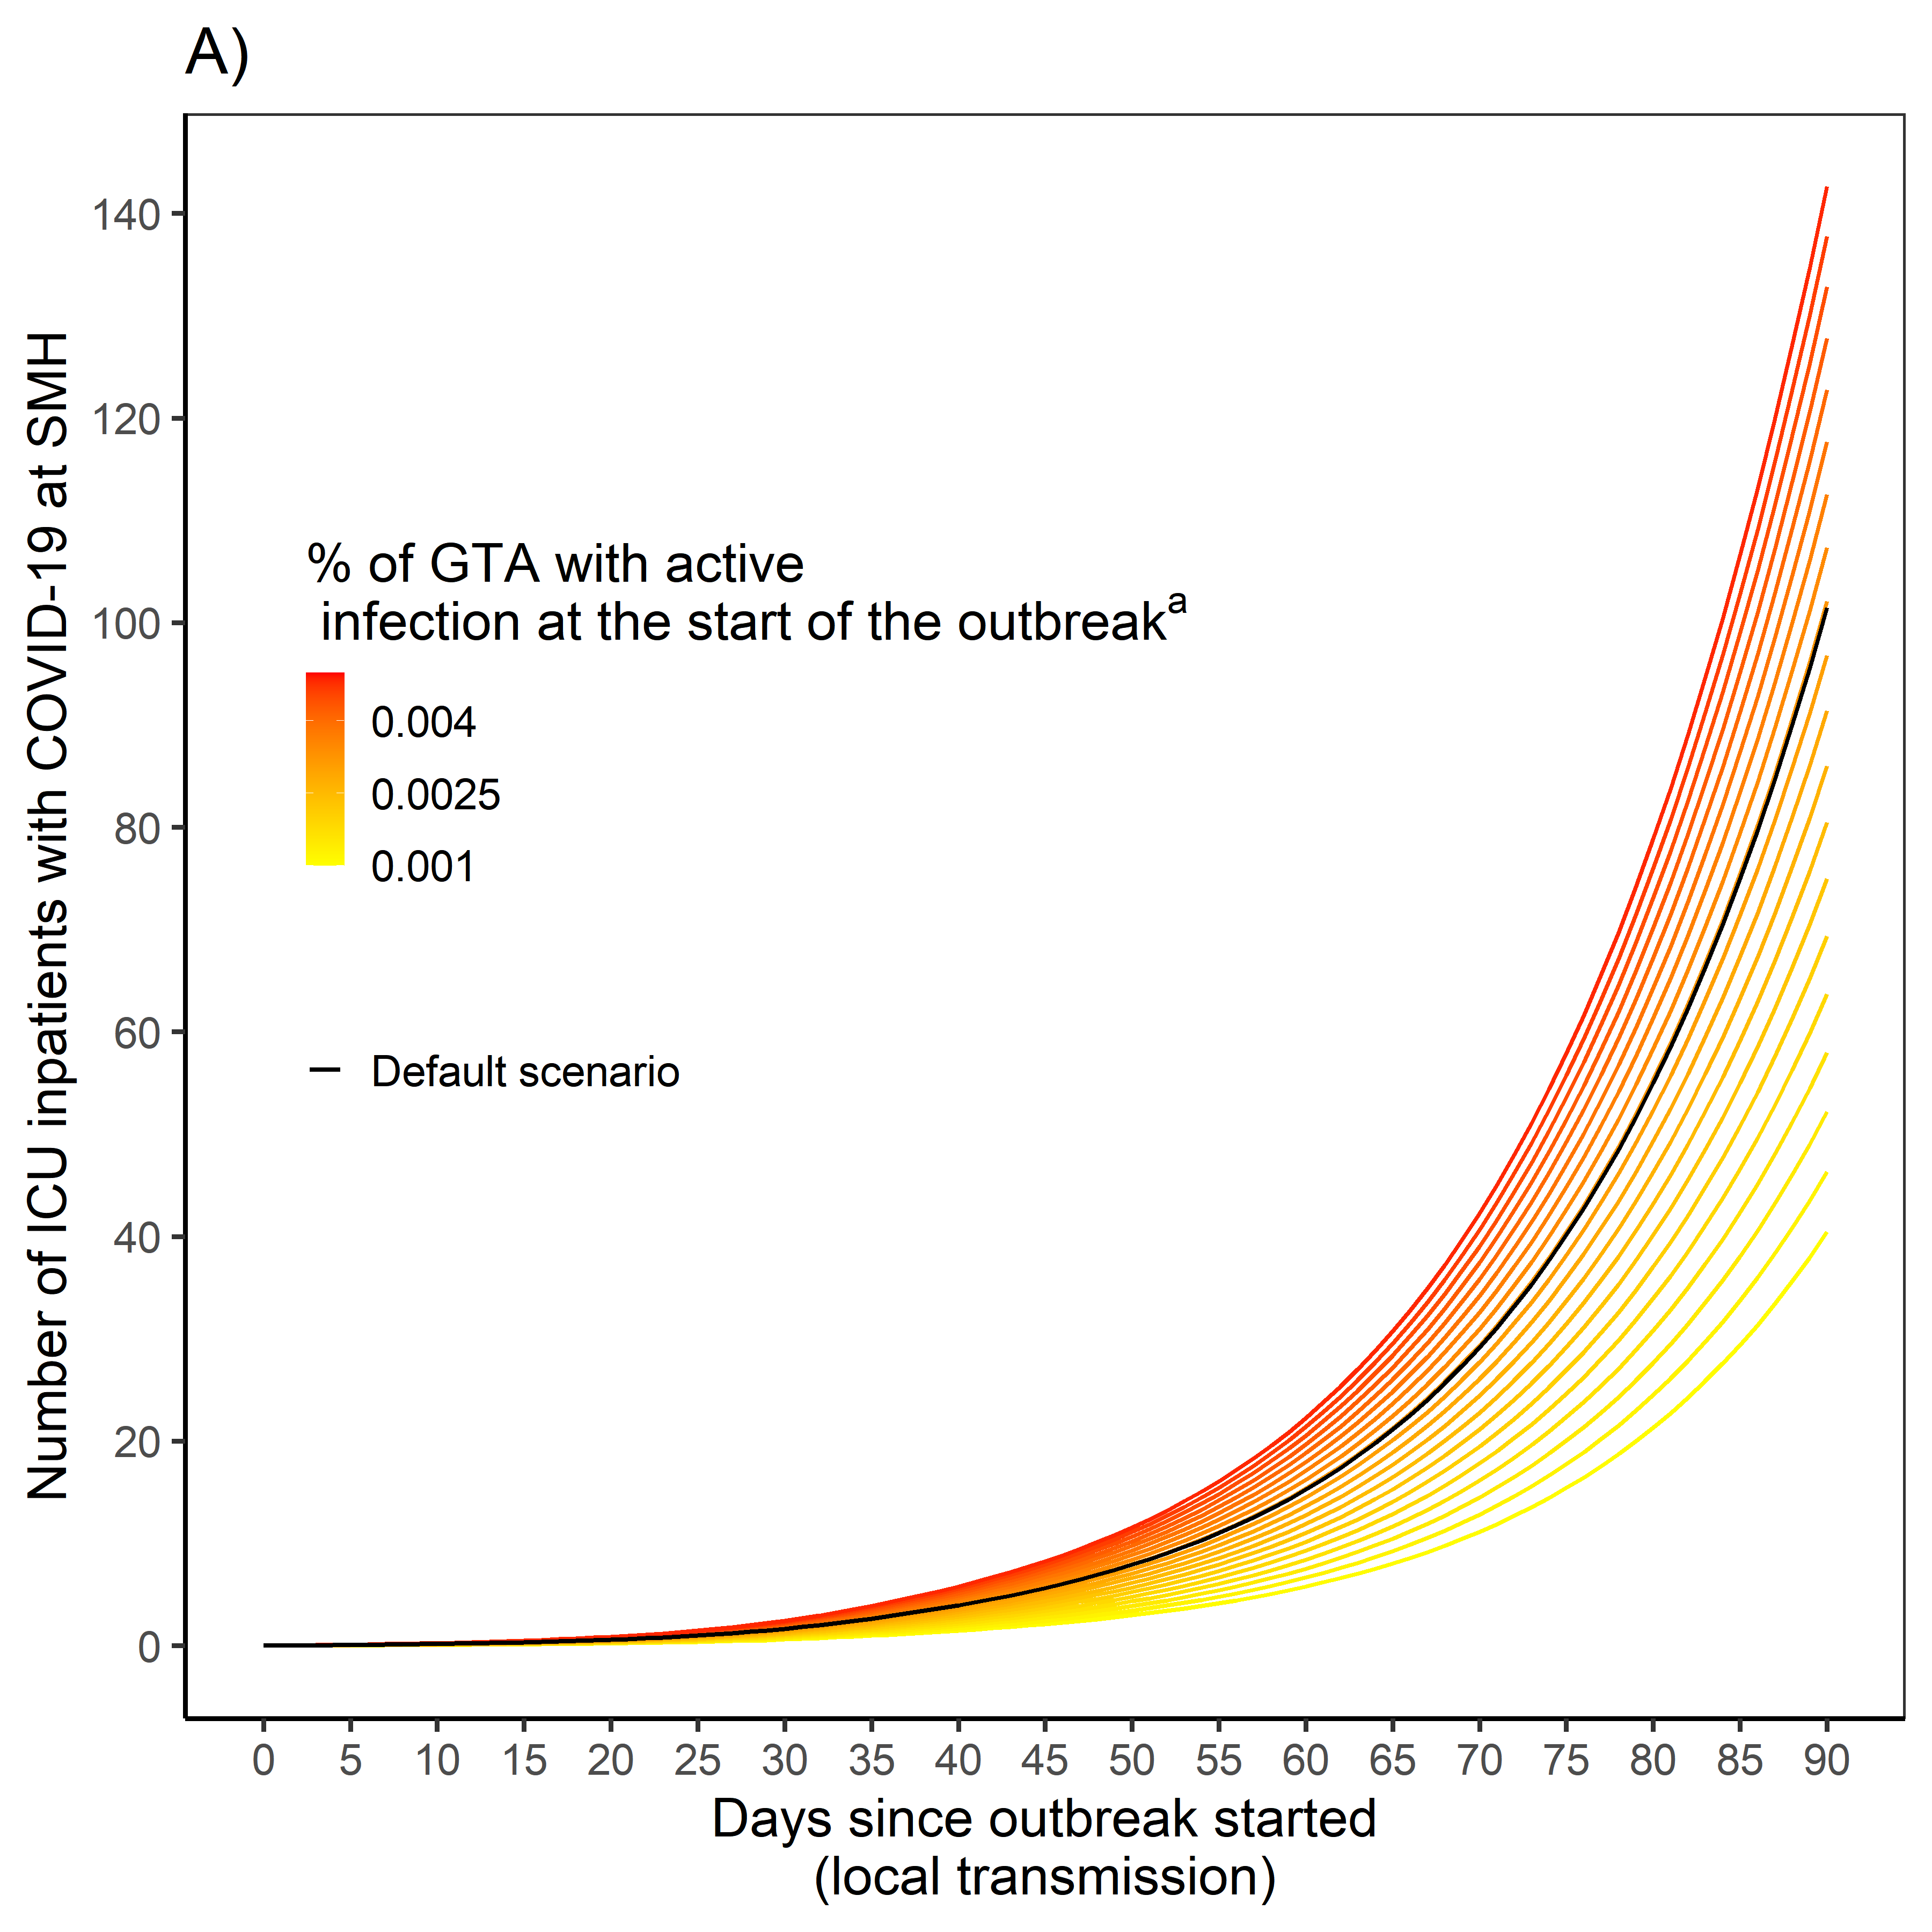 A)
Number of ICU inpatients with COVID-19 at SMH
140
120
100
80
60
40
20
0
% of GTA with active
infection at the start of the outbreak^a
0.004
0.0025
0.001
Default scenario
0 5 10 15 20 25 30 35 40 45 50 55 60 65 70 75 80 85 90
Days since outbreak started
(local transmission)